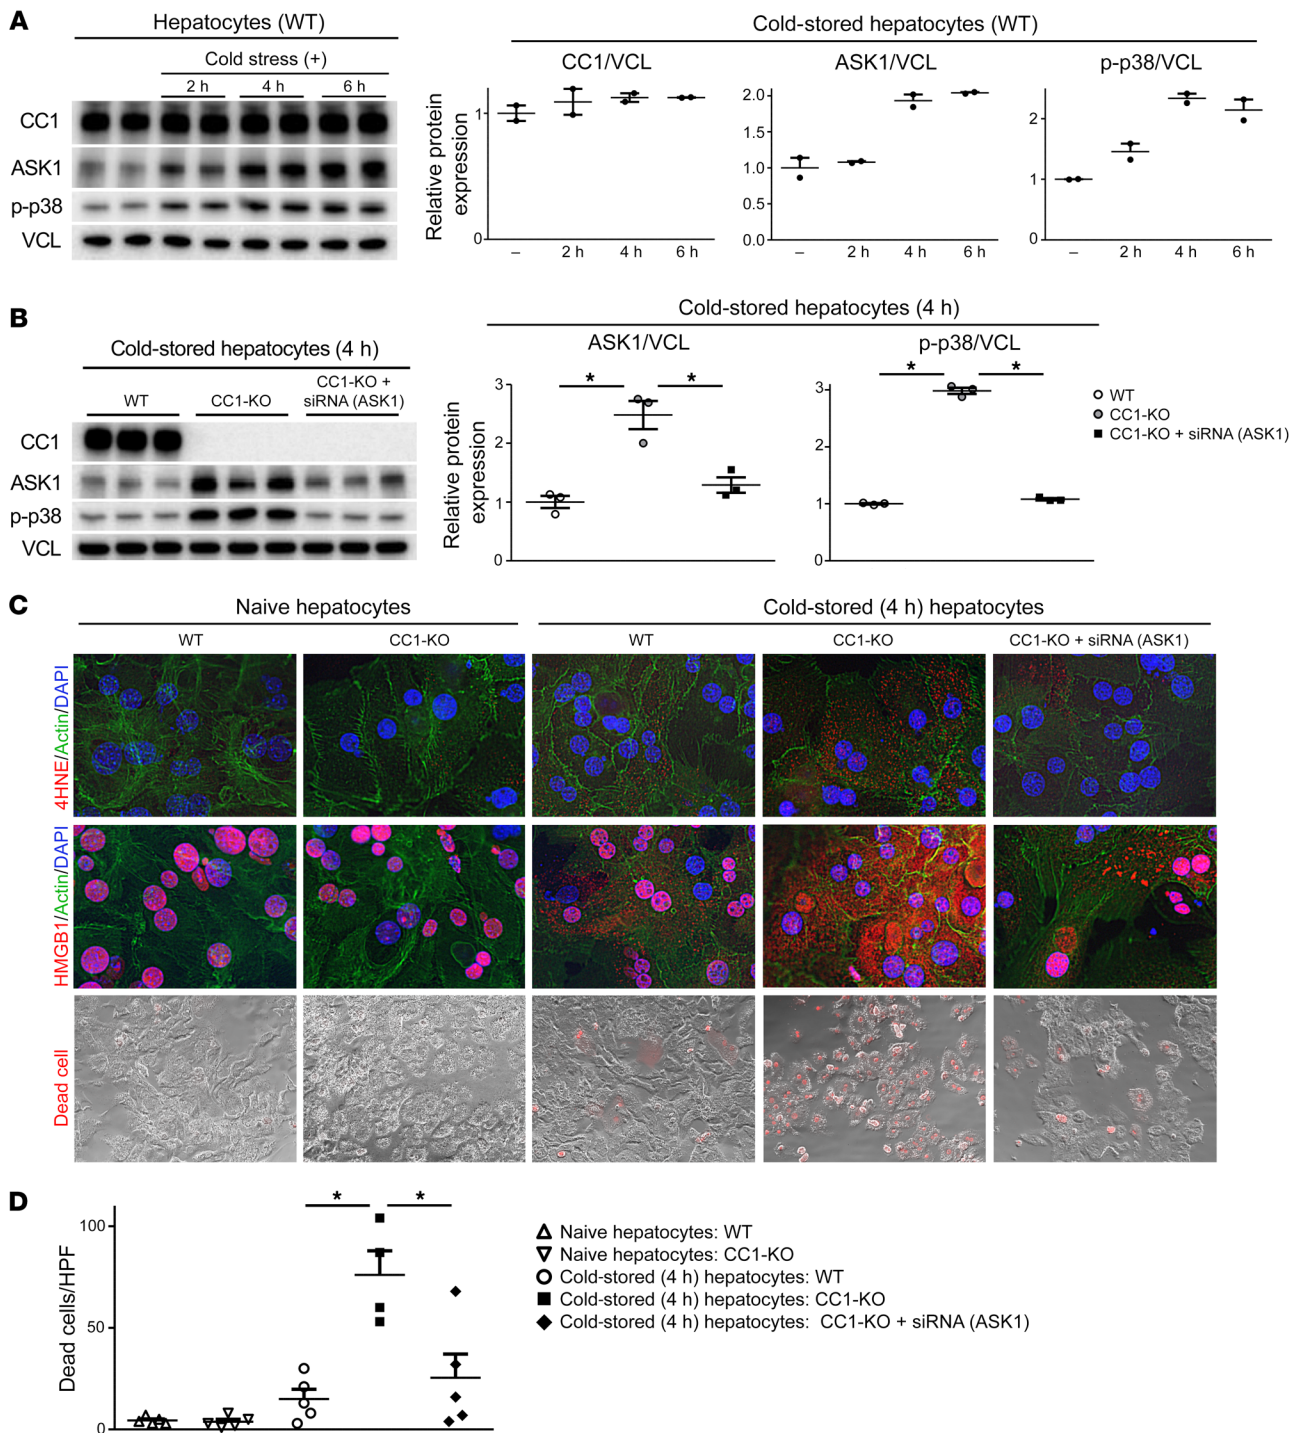 A
Hepatocytes (WT)
Cold stress (+)
2 h 4 h 6 h
CC1
ASK1
p-p38
VCL
Cold-stored hepatocytes (WT)
CC1/VCL ASK1/VCL p-p38/VCL
Relative protein
expression
1
0
– 2 h 4 h 6 h
2.0
1.5
1.0
0.5
0.0
– 2 h 4 h 6 h
2
1
0
– 2 h 4 h 6 h
B
Cold-stored hepatocytes (4 h)
WT CC1-KO CC1-KO +
siRNA (ASK1)
CC1
ASK1
p-p38
VCL
Cold-stored hepatocytes (4 h)
ASK1/VCL p-p38/VCL
Relative protein
expression
3
2
1
0
* *
3
2
1
0
* *
WT
CC1-KO
CC1-KO + siRNA (ASK1)
C
Naive hepatocytes Cold-stored (4 h) hepatocytes
WT CC1-KO WT CC1-KO CC1-KO + siRNA (ASK1)
4HNE/Actin/DAPI
HMGB1/Actin/DAPI
Dead cell
D
Dead cells/HPF
100
50
0
* *
Naive hepatocytes: WT
Naive hepatocytes: CC1-KO
Cold-stored (4 h) hepatocytes: WT
Cold-stored (4 h) hepatocytes: CC1-KO
Cold-stored (4 h) hepatocytes: CC1-KO + siRNA (ASK1)